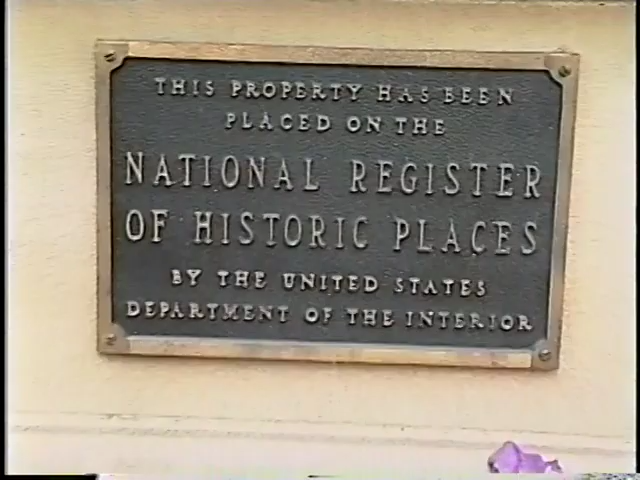 THIS PROPERTY HAS BEEN
PLACED ON THE
NATIONAL REGISTER
OF HISTORIC PLACES
BY THE UNITED STATES
DEPARTMENT OF THE INTERIOR